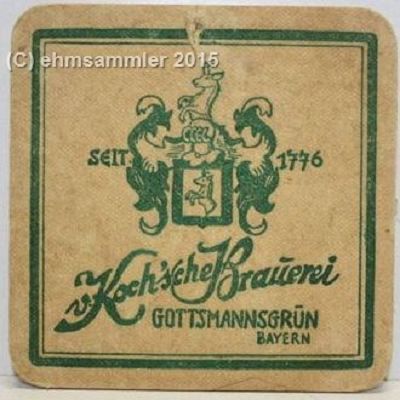 (C) ehmsammler 2015
SEIT 1776
v. Koch'sche Brauerei
GOTTSMANNSGRÜN
BAYERN